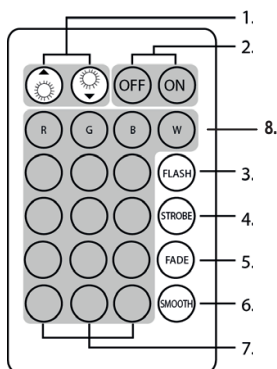 1.
OFF ON 2.
R G B W 8.
FLASH 3.
STROBE 4.
FADE 5.
SMOOTH 6.
7.